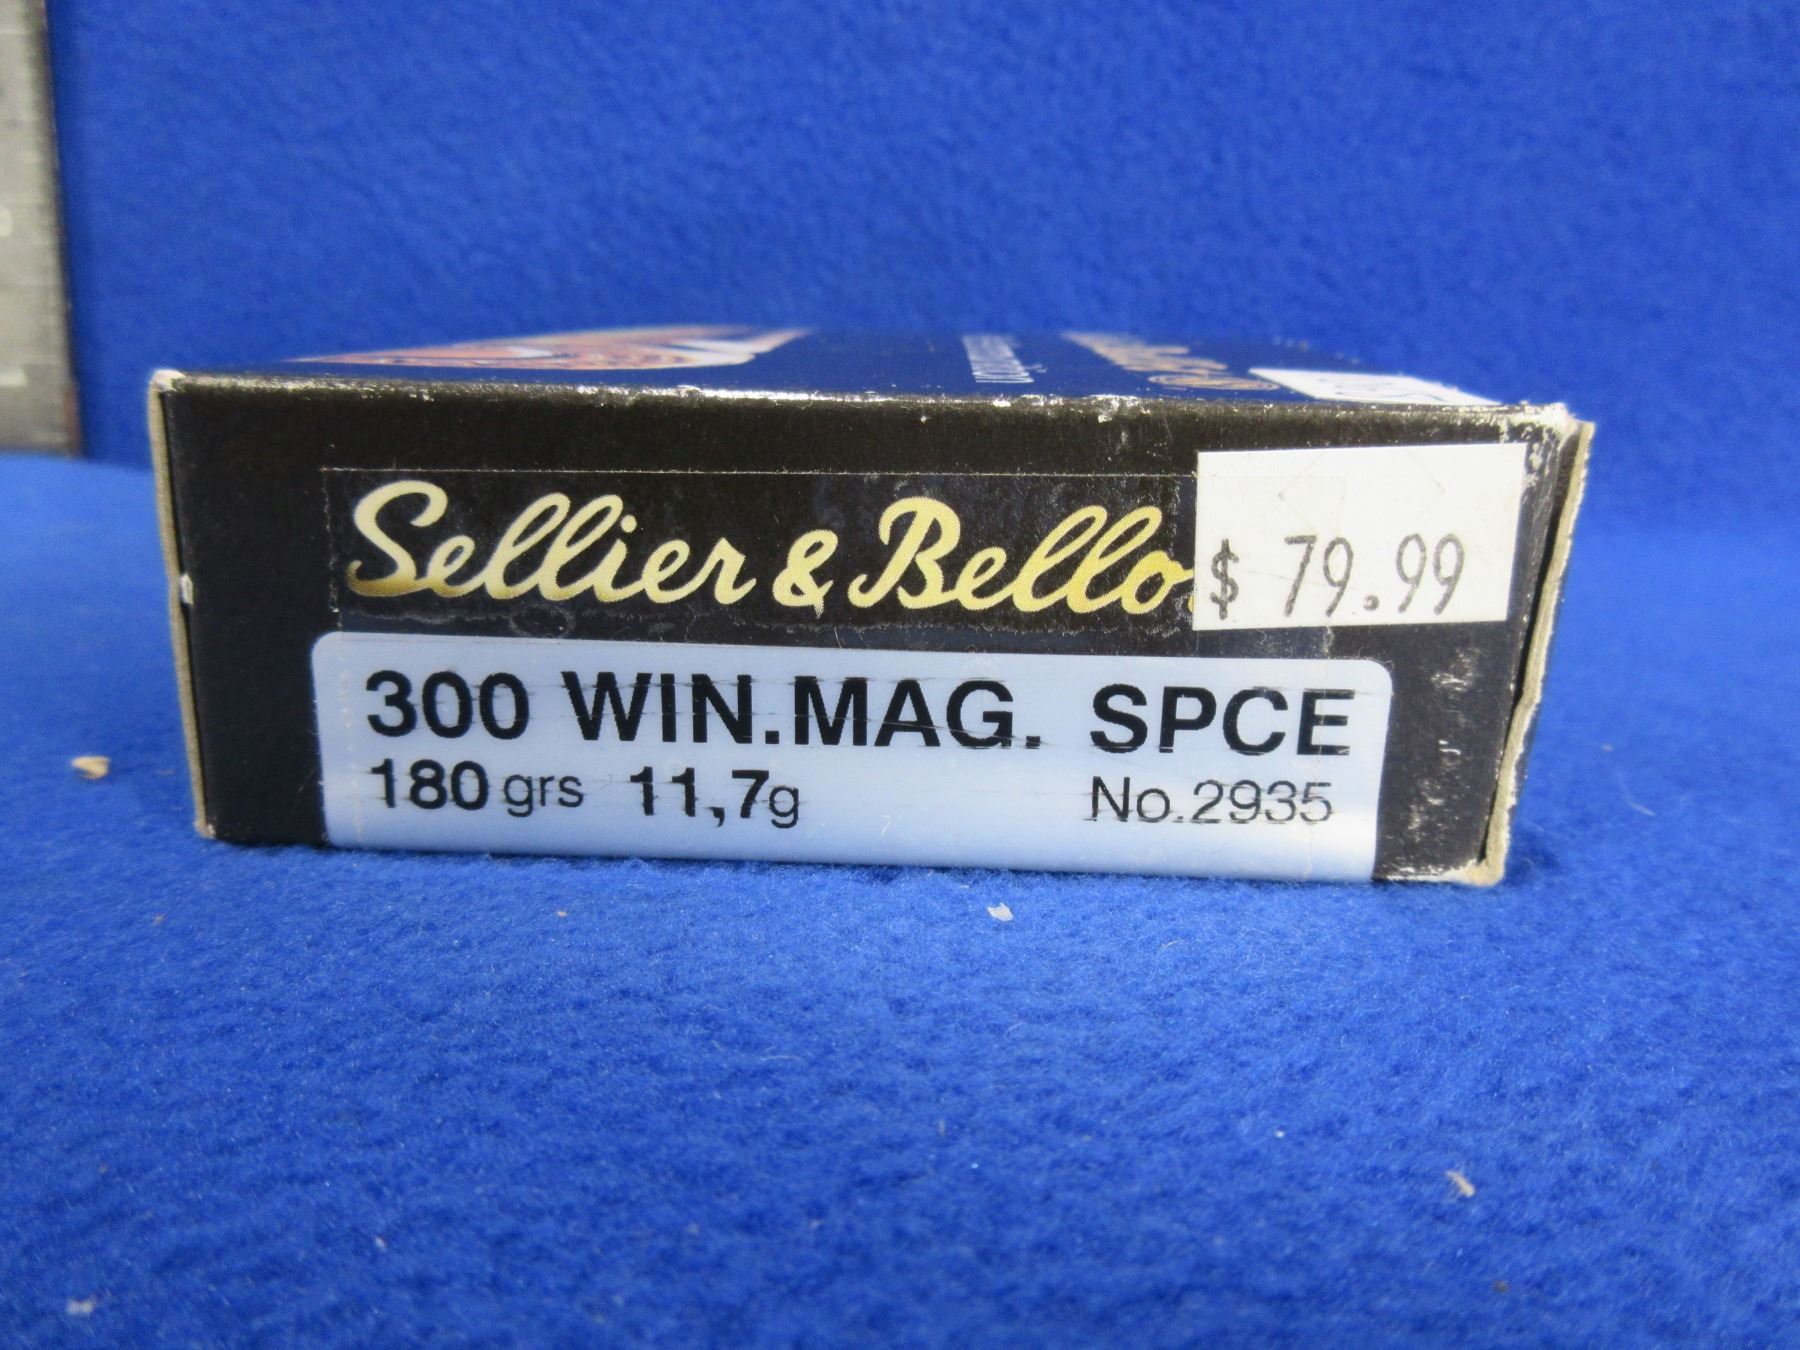 Sellier & Bello
$ 79.99
300 WIN.MAG. SPCE
180 grs 11,7g No.2935